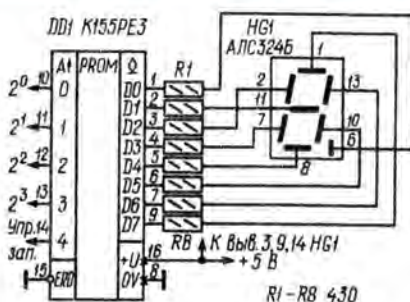 DD1 К155РЕ3
HG1
АЛС324Б
At PROM
2⁰ 10 0 D0 1 R1
2¹ 11 1 D1 2
2² 12 2 D2 3
2³ 13 3 D3 4
Упр. 14 4 D4 5
зап. D5 6
D6 7
D7 9 R8
15 ERD
+U 16
0V 8
1
2
11
7
13
10
6
8
К выв. 3, 9, 14 HG1
+5 В
R1-R8 430